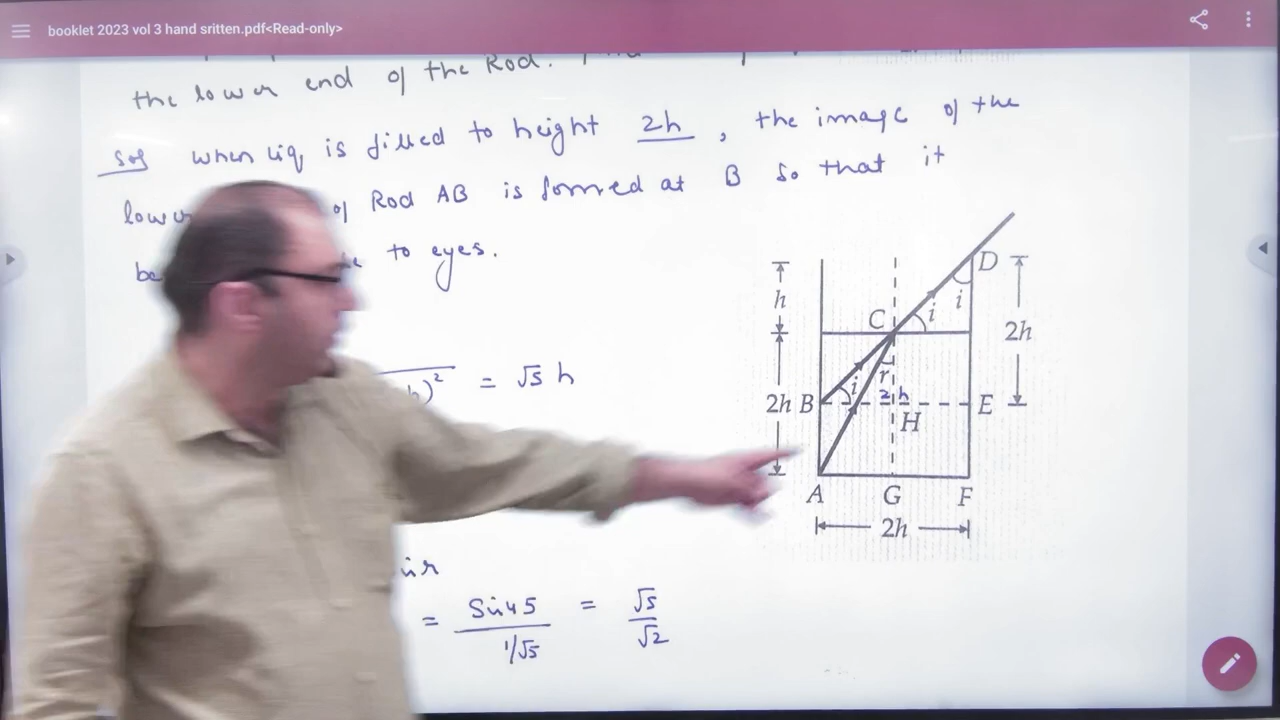 booklet 2023 vol 3 hand sritten.pdf<Read-only>
the lower end of the Rod.
Sol when liq is filled to height 2h, the image of the
of Rod AB is formed at B so that it
to eyes.
h)² = √5 h
= Sin45 / 1/√5 = √5 / √2
D
h
C
i
i
2h
r
i
2h
2h
B
E
H
A
G
F
2h